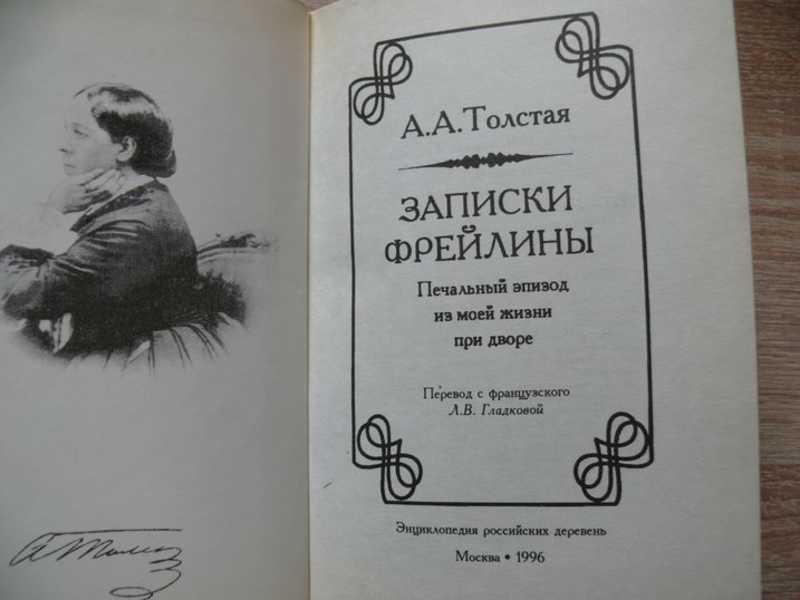 А.А.Толстая
ЗАПИСКИ
ФРЕЙЛИНЫ
Печальный эпизод
из моей жизни
при дворе
Перевод с французского
Л.В. Гладковой
Энциклопедия российских деревень
Москва • 1996